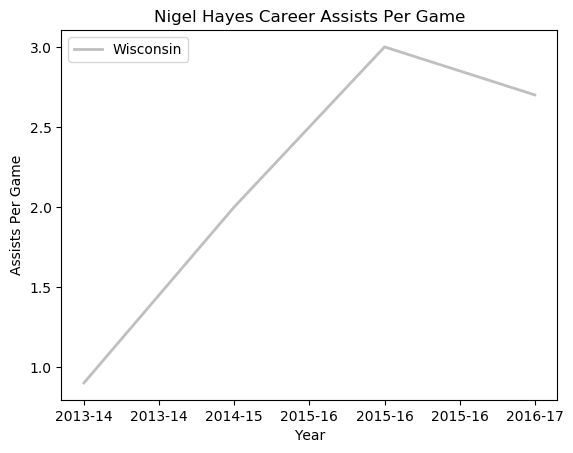 Nigel Hayes Career Assists Per Game
Wisconsin
3.0
2.5
2.0
1.5
1.0
Assists Per Game
2013-14 2013-14 2014-15 2015-16 2015-16 2015-16 2016-17
Year